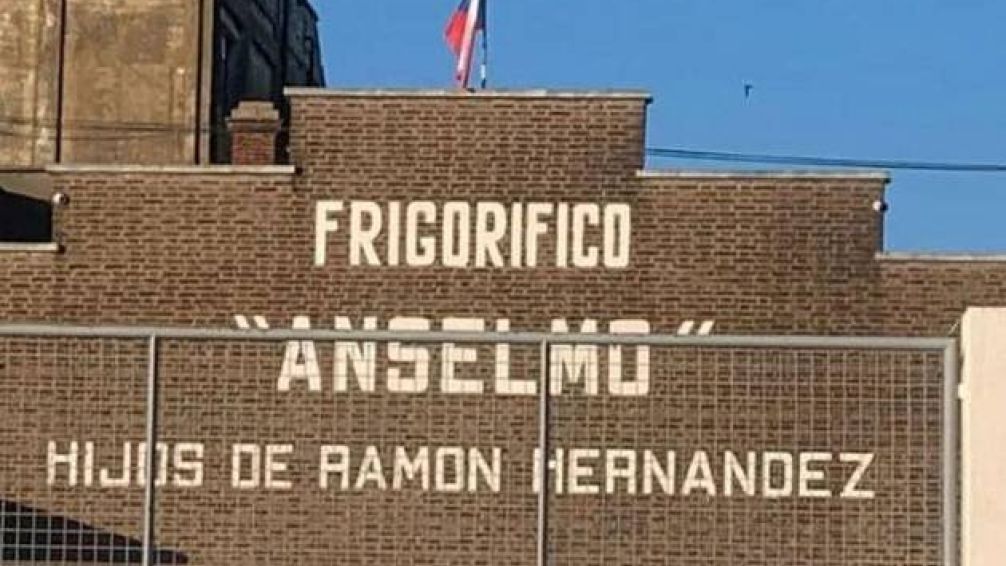 FRIGORIFICO
"ANSELMO"
HIJOS DE RAMON HERNANDEZ